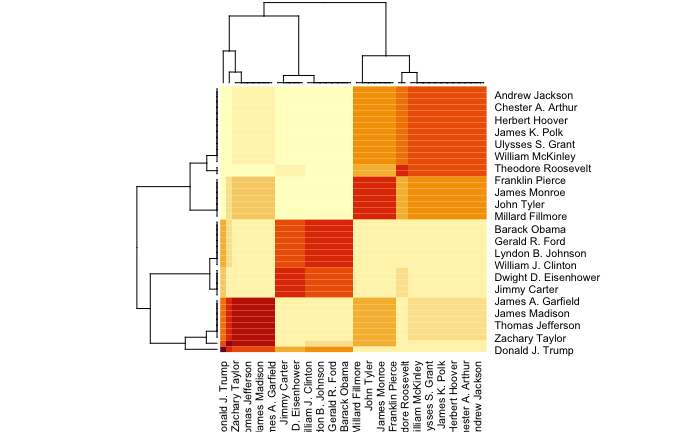 Andrew Jackson
Chester A. Arthur
Herbert Hoover
James K. Polk
Ulysses S. Grant
William McKinley
Theodore Roosevelt
Franklin Pierce
James Monroe
John Tyler
Millard Fillmore
Barack Obama
Gerald R. Ford
Lyndon B. Johnson
William J. Clinton
Dwight D. Eisenhower
Jimmy Carter
James A. Garfield
James Madison
Thomas Jefferson
Zachary Taylor
Donald J. Trump
onald J. Trump
Zachary Taylor
omas Jefferson
James Madison
mes A. Garfield
Jimmy Carter
D. Eisenhower
illiam J. Clinton
don B. Johnson
Gerald R. Ford
Barack Obama
Millard Fillmore
John Tyler
James Monroe
Franklin Pierce
dore Roosevelt
illiam McKinley
ysses S. Grant
James K. Polk
Herbert Hoover
ester A. Arthur
ndrew Jackson